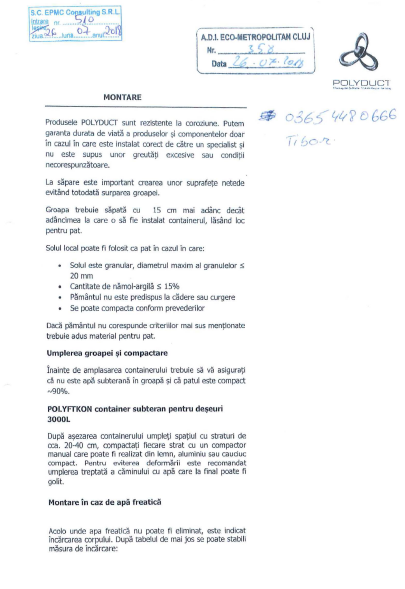 S.C. EPMC Consulting S.R.L.
Intrare nr. 510
Ieșire
Ziua 26 luna 07 anul 2018
A.D.I. ECO-METROPOLITAN CLUJ
Nr. 358
Data 26.07.2018
POLYDUCT
MONTARE
03654480666
Tibor
Produsele POLYDUCT sunt rezistente la coroziune. Putem
garanta durata de viată a produselor și componentelor doar
în cazul în care este instalat corect de către un specialist și
nu este supus unor greutăți excesive sau condiții
necorespunzătoare.
La săpare este important crearea unor suprafețe netede
evitând totodată surparea groapei.
Groapa trebuie săpată cu 15 cm mai adânc decât
adâncimea la care o să fie instalat containerul, lăsând loc
pentru pat.
Solul local poate fi folosit ca pat în cazul în care:
• Solul este granular, diametrul maxim al granulelor ≤
20 mm
• Cantitate de nămol-argilă ≤ 15%
• Pământul nu este predispus la cădere sau curgere
• Se poate compacta conform prevederilor
Dacă pământul nu corespunde criteriilor mai sus menționate
trebuie adus material pentru pat.
Umplerea groapei și compactare
Înainte de amplasarea containerului trebuie să vă asigurați
că nu este apă subterană în groapă și că patul este compact
~90%.
POLYFTKON container subteran pentru deșeuri
3000L
După așezarea containerului umpleți spațiul cu straturi de
cca. 20-40 cm, compactați fiecare strat cu un compactor
manual care poate fi realizat din lemn, aluminiu sau cauciuc
compact. Pentru evitarea deformării este recomandat
umplerea treptată a căminului cu apă care la final poate fi
golit.
Montare în caz de apă freatică
Acolo unde apa freatică nu poate fi eliminat, este indicat
încărcarea corpului. După tabelul de mai jos se poate stabili
măsura de încărcare: